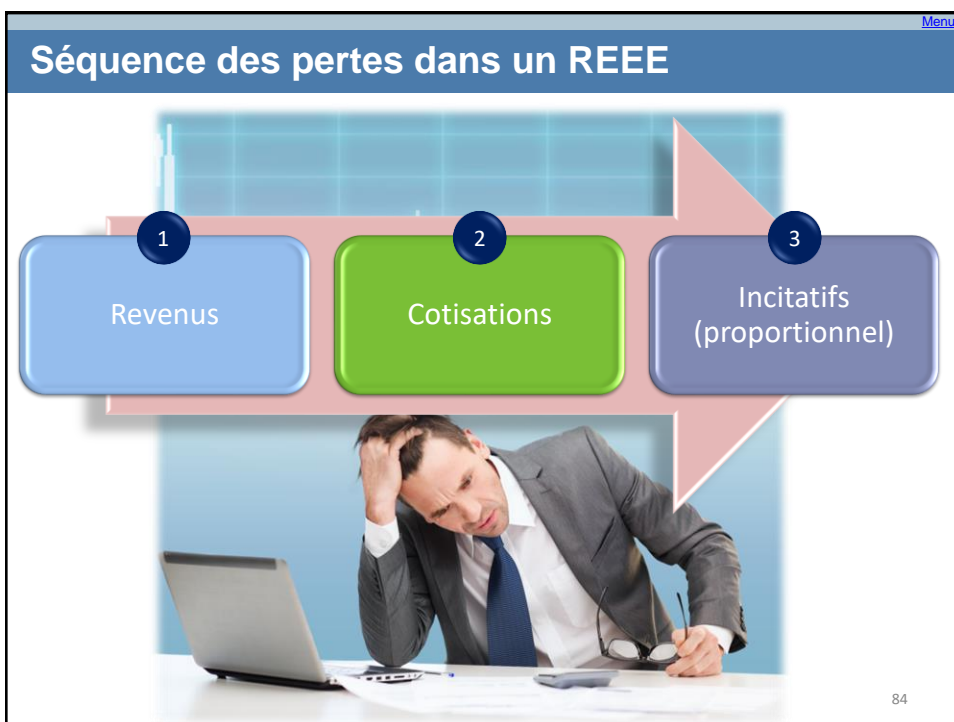 Menu
Séquence des pertes dans un REEE
1
Revenus
2
Cotisations
3
Incitatifs
(proportionnel)
84